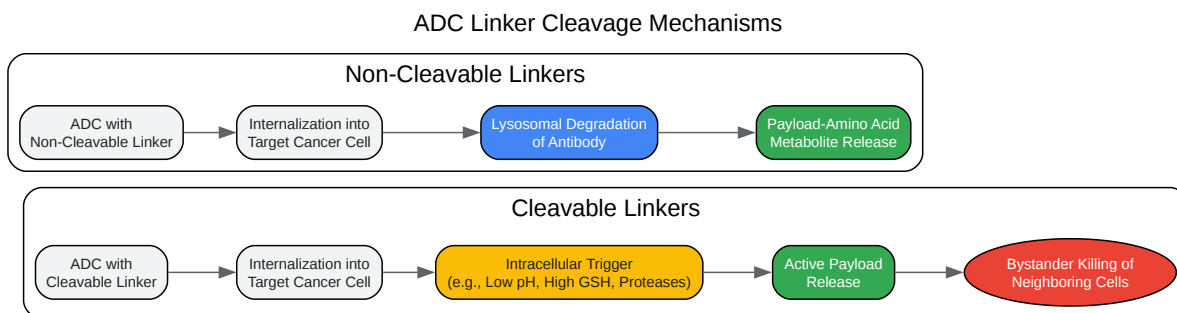 ADC Linker Cleavage Mechanisms
Non-Cleavable Linkers
ADC with
Non-Cleavable Linker
Internalization into
Target Cancer Cell
Lysosomal Degradation
of Antibody
Payload-Amino Acid
Metabolite Release
Cleavable Linkers
ADC with
Cleavable Linker
Internalization into
Target Cancer Cell
Intracellular Trigger
(e.g., Low pH, High GSH, Proteases)
Active Payload
Release
Bystander Killing of
Neighboring Cells